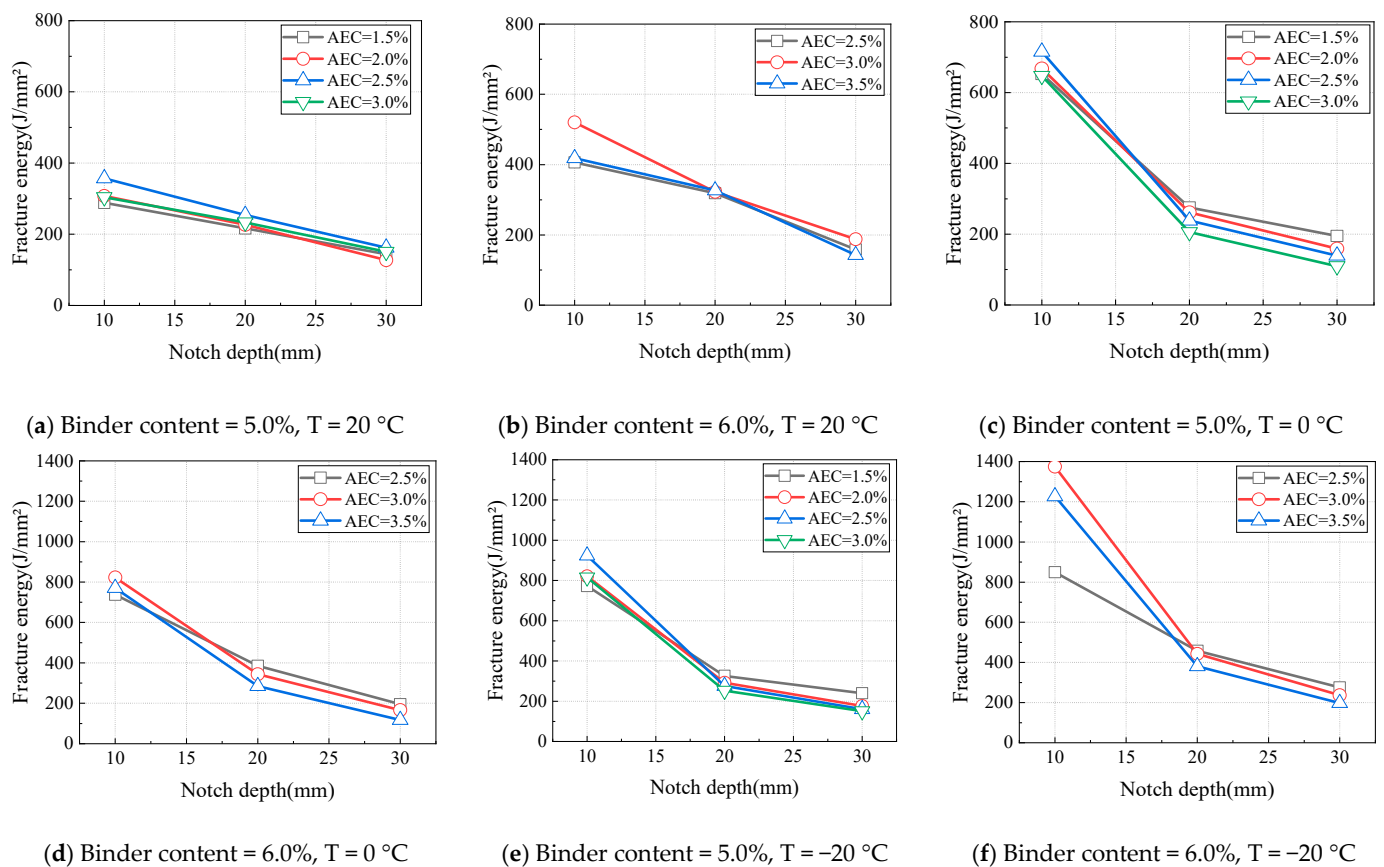 800
600
400
200
0
Fracture energy(J/mm²)
10 15 20 25 30
Notch depth(mm)
AEC=1.5%
AEC=2.0%
AEC=2.5%
AEC=3.0%
(a) Binder content = 5.0%, T = 20 °C
800
600
400
200
0
Fracture energy(J/mm²)
10 15 20 25 30
Notch depth(mm)
AEC=2.5%
AEC=3.0%
AEC=3.5%
(b) Binder content = 6.0%, T = 20 °C
800
600
400
200
0
Fracture energy(J/mm²)
10 15 20 25 30
Notch depth(mm)
AEC=1.5%
AEC=2.0%
AEC=2.5%
AEC=3.0%
(c) Binder content = 5.0%, T = 0 °C
1400
1200
1000
800
600
400
200
0
Fracture energy(J/mm²)
10 15 20 25 30
Notch depth(mm)
AEC=2.5%
AEC=3.0%
AEC=3.5%
(d) Binder content = 6.0%, T = 0 °C
1400
1200
1000
800
600
400
200
0
Fracture energy(J/mm²)
10 15 20 25 30
Notch depth(mm)
AEC=1.5%
AEC=2.0%
AEC=2.5%
AEC=3.0%
(e) Binder content = 5.0%, T = −20 °C
1400
1200
1000
800
600
400
200
0
Fracture energy(J/mm²)
10 15 20 25 30
Notch depth(mm)
AEC=2.5%
AEC=3.0%
AEC=3.5%
(f) Binder content = 6.0%, T = −20 °C